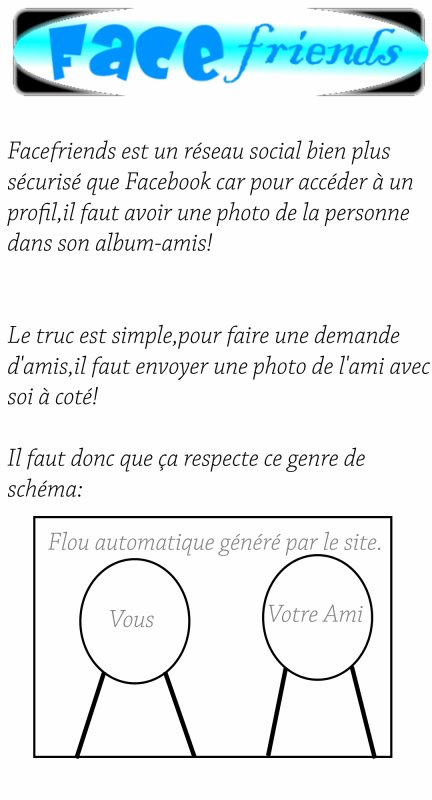 Face friends
Facefriends est un réseau social bien plus
sécurisé que Facebook car pour accéder à un
profil,il faut avoir une photo de la personne
dans son album-amis!
Le truc est simple,pour faire une demande
d'amis,il faut envoyer une photo de l'ami avec
soi à coté!
Il faut donc que ça respecte ce genre de
schéma:
Flou automatique généré par le site.
Vous
Votre Ami